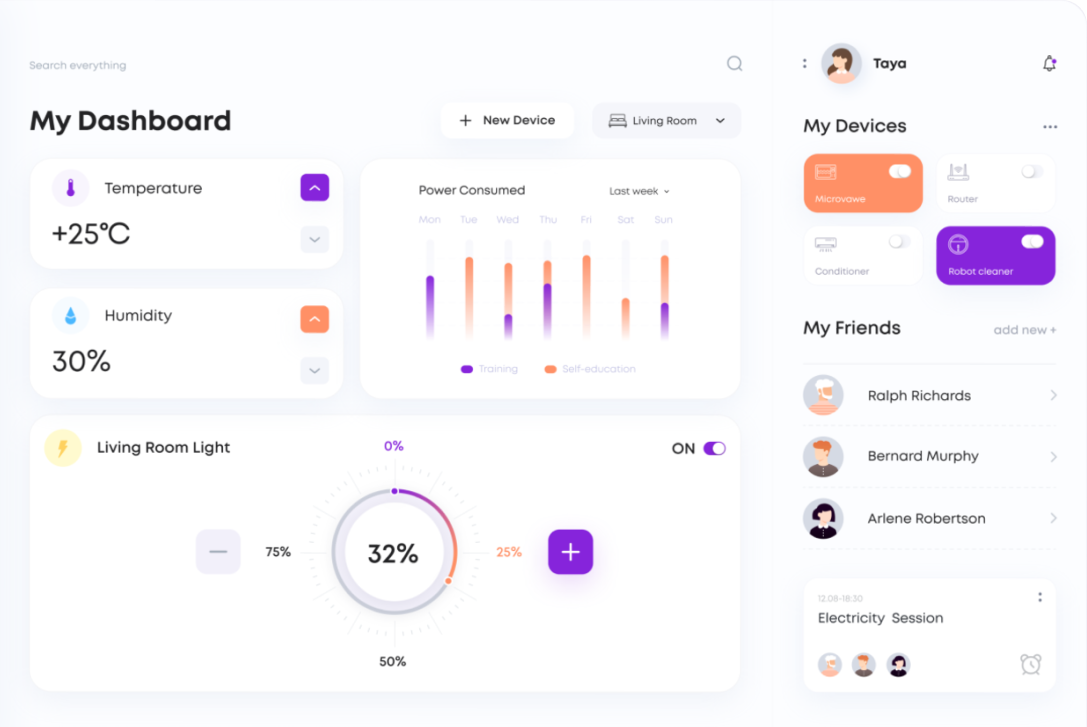 Search everything
Taya
My Dashboard
+ New Device
Living Room
My Devices
Microvawe
Router
Conditioner
Robot cleaner
Temperature
+25°C
Humidity
30%
Power Consumed
Last week
Mon Tue Wed Thu Fri Sat Sun
Training
Self-education
My Friends
add new +
Ralph Richards
Bernard Murphy
Arlene Robertson
Living Room Light
ON
0%
75%
32%
25%
50%
12.08-18:30
Electricity Session